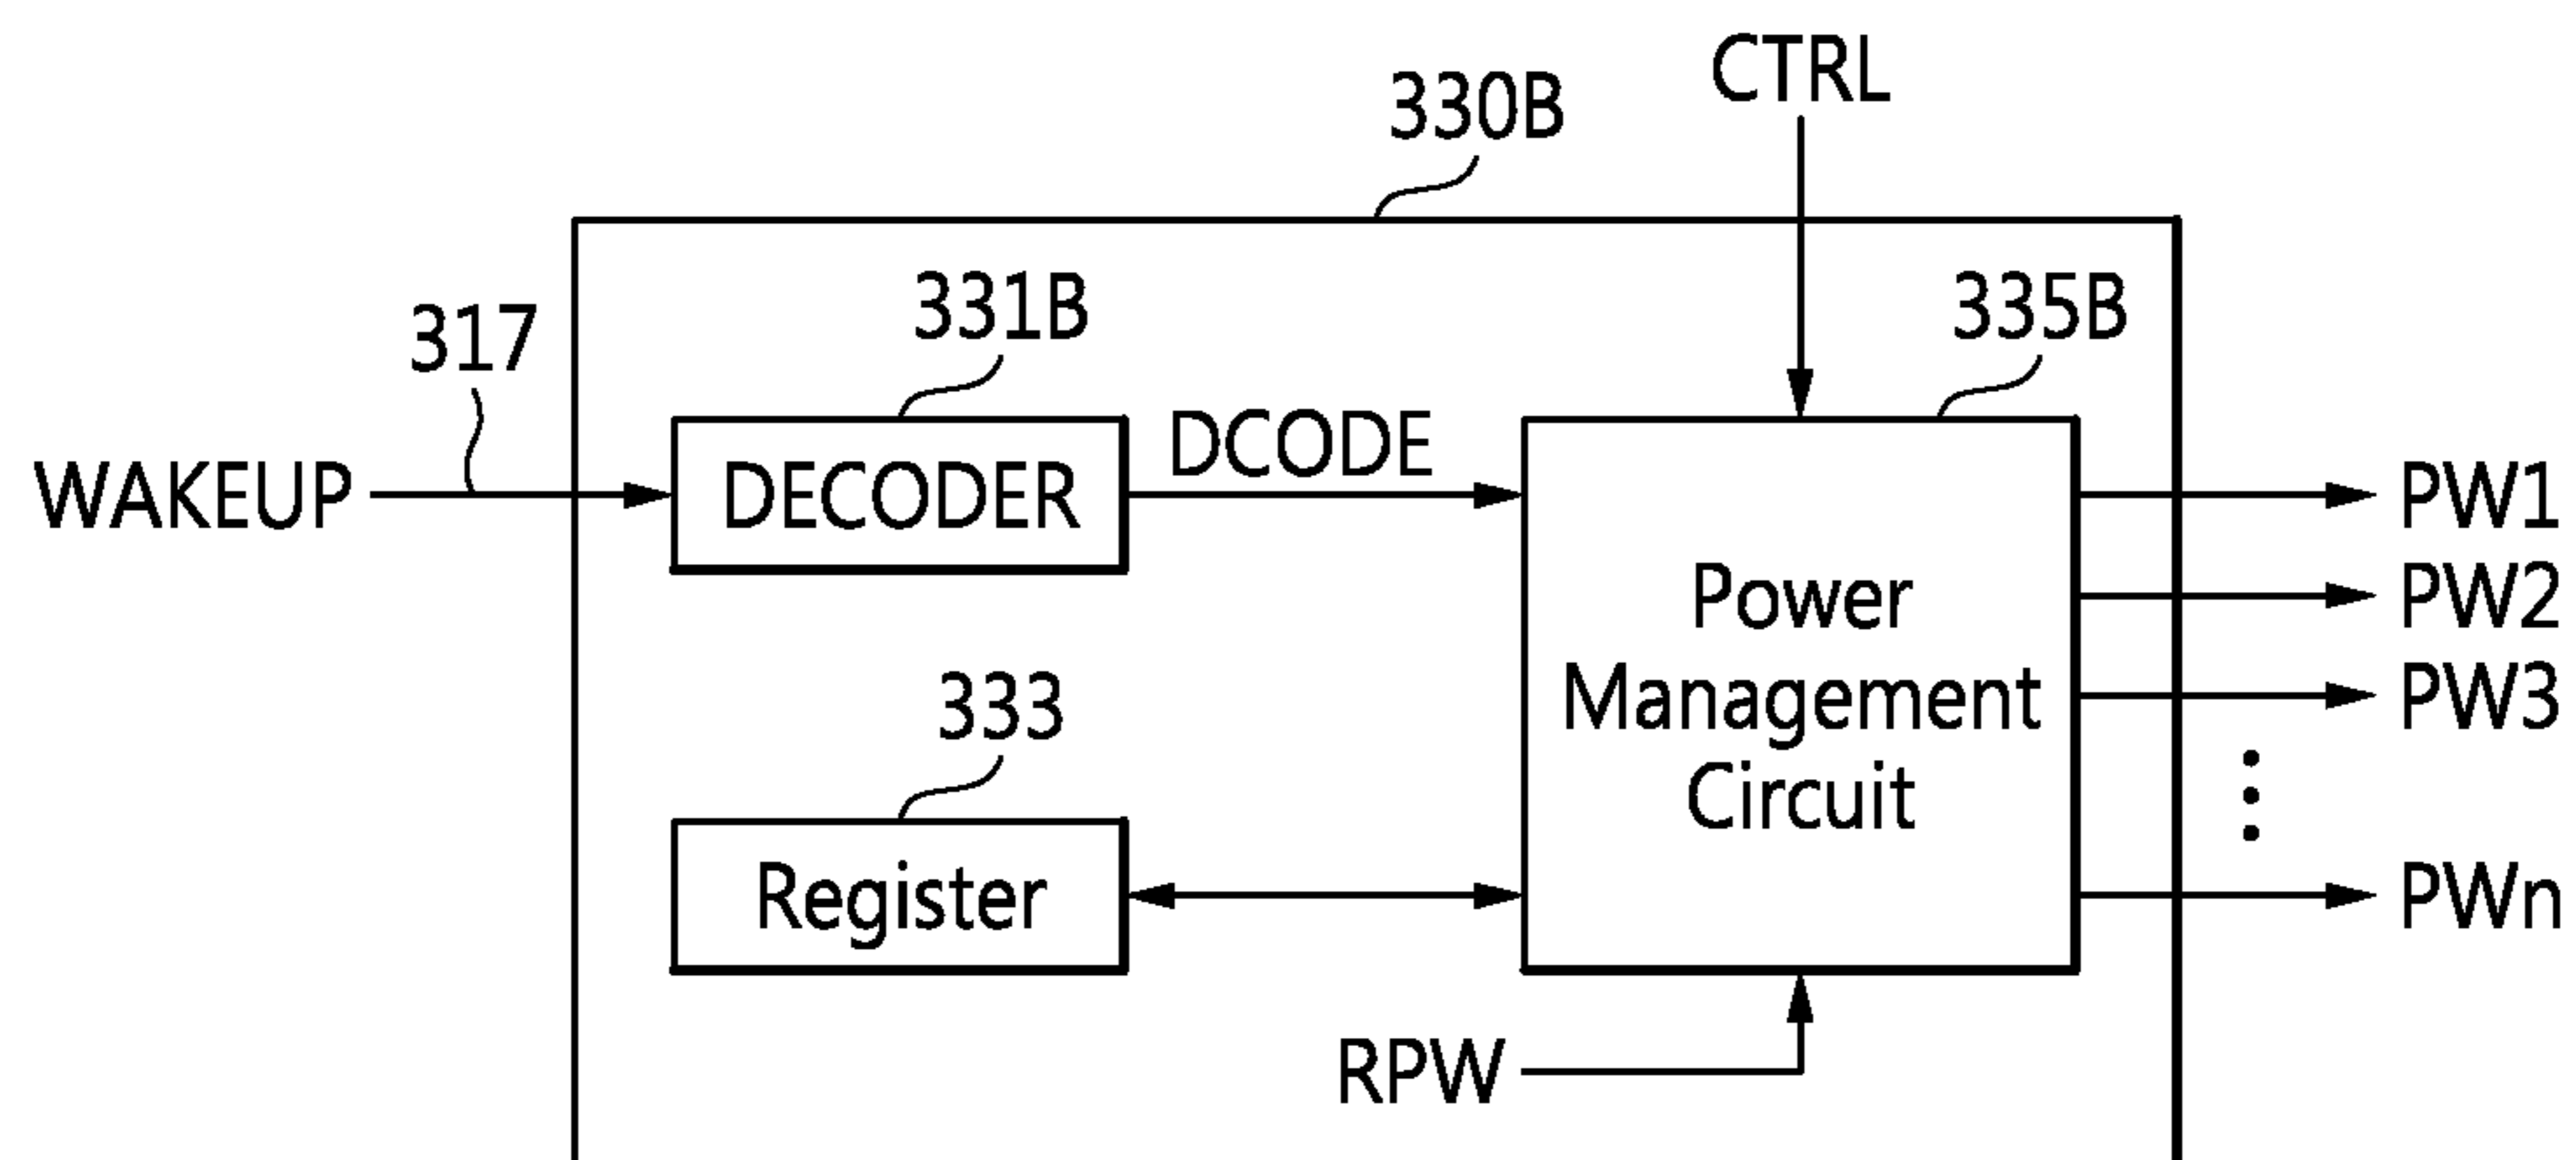 CTRL
330B
331B
335B
317
WAKEUP
DECODER
DCODE
PW1
Power
Management
Circuit
PW2
PW3
333
Register
PWn
RPW